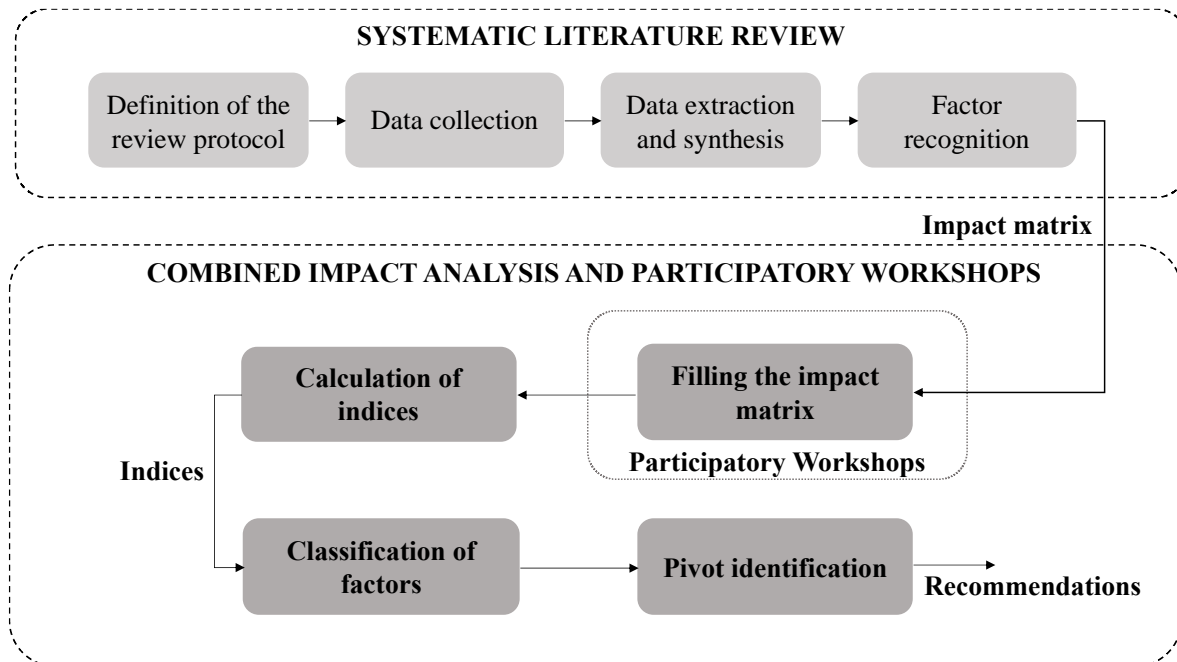 SYSTEMATIC LITERATURE REVIEW
Definition of the
review protocol
Data collection
Data extraction
and synthesis
Factor
recognition
Impact matrix
COMBINED IMPACT ANALYSIS AND PARTICIPATORY WORKSHOPS
Filling the impact
matrix
Participatory Workshops
Calculation of
indices
Indices
Classification of
factors
Pivot identification
Recommendations